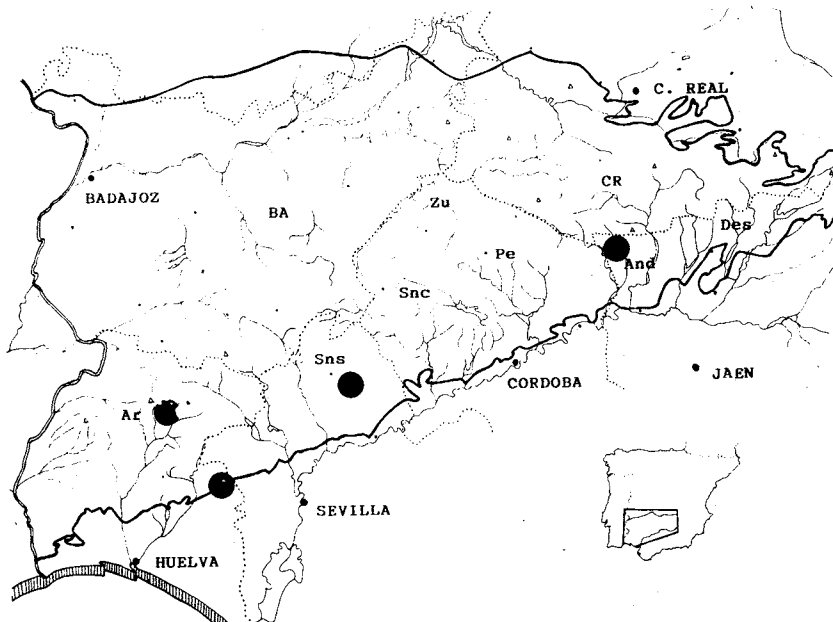 C. REAL
CR
BADAJOZ
BA
Zu
Des
Pe
And
Snc
Sns
CORDOBA
JAEN
Ar
SEVILLA
HUELVA